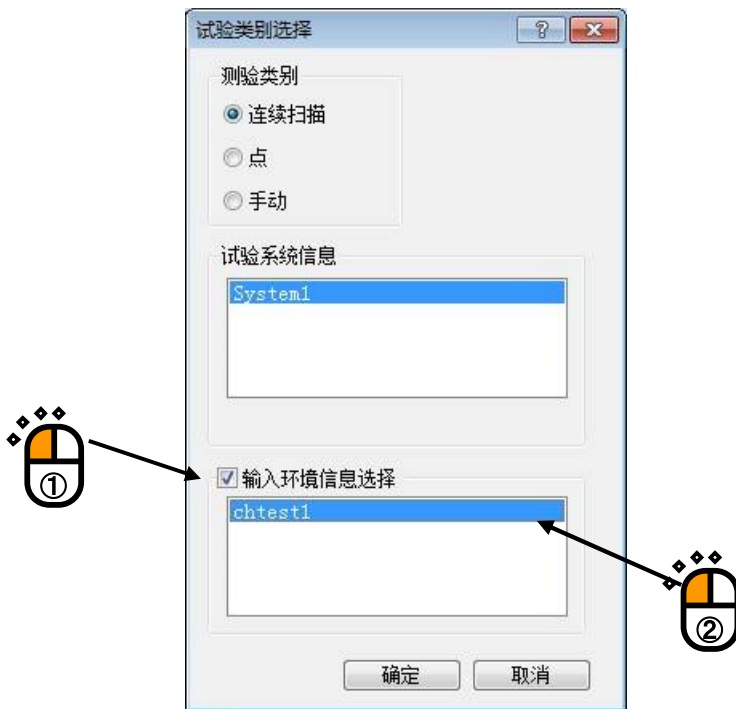 试验类别选择
测验类别
连续扫描
点
手动
试验系统信息
System1
①
输入环境信息选择
chtest1
②
确定 取消